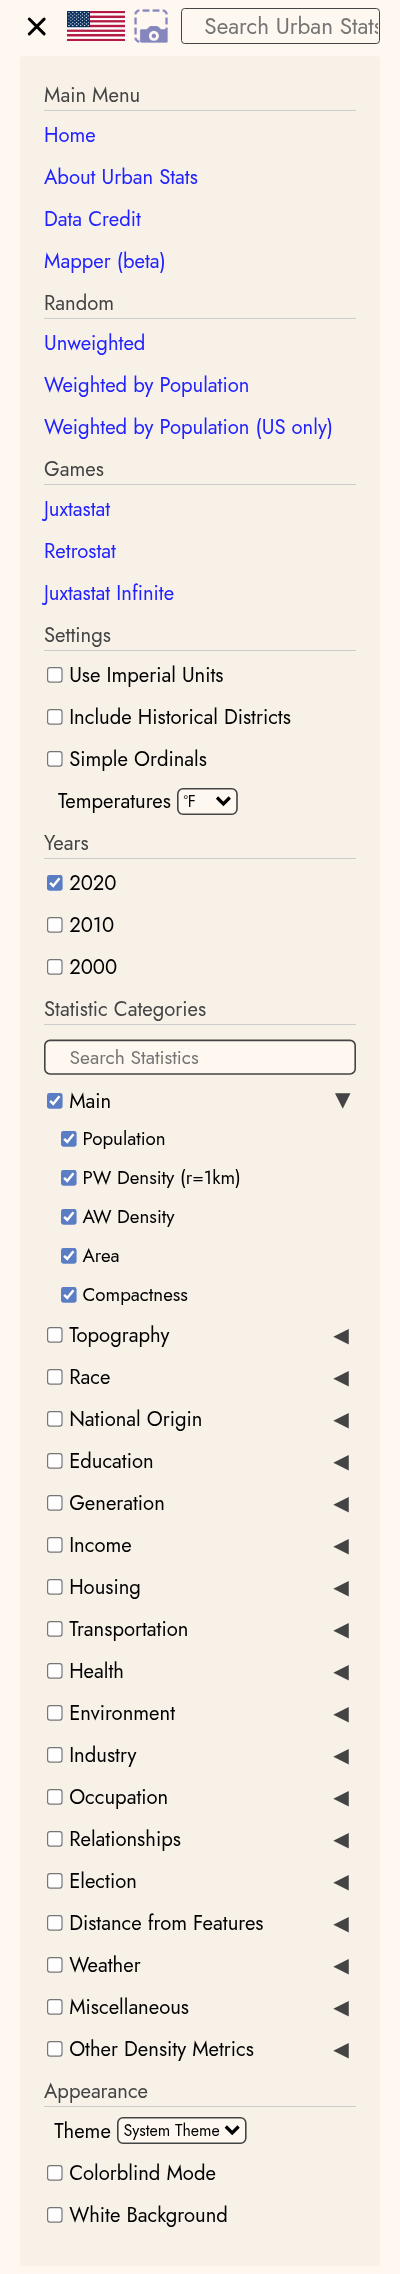 Search Urban Stats
Main Menu
Home
About Urban Stats
Data Credit
Mapper (beta)
Random
Unweighted
Weighted by Population
Weighted by Population (US only)
Games
Juxtastat
Retrostat
Juxtastat Infinite
Settings
Use Imperial Units
Include Historical Districts
Simple Ordinals
Temperatures °F
Years
2020
2010
2000
Statistic Categories
Search Statistics
Main
Population
PW Density (r=1km)
AW Density
Area
Compactness
Topography
Race
National Origin
Education
Generation
Income
Housing
Transportation
Health
Environment
Industry
Occupation
Relationships
Election
Distance from Features
Weather
Miscellaneous
Other Density Metrics
Appearance
Theme System Theme
Colorblind Mode
White Background